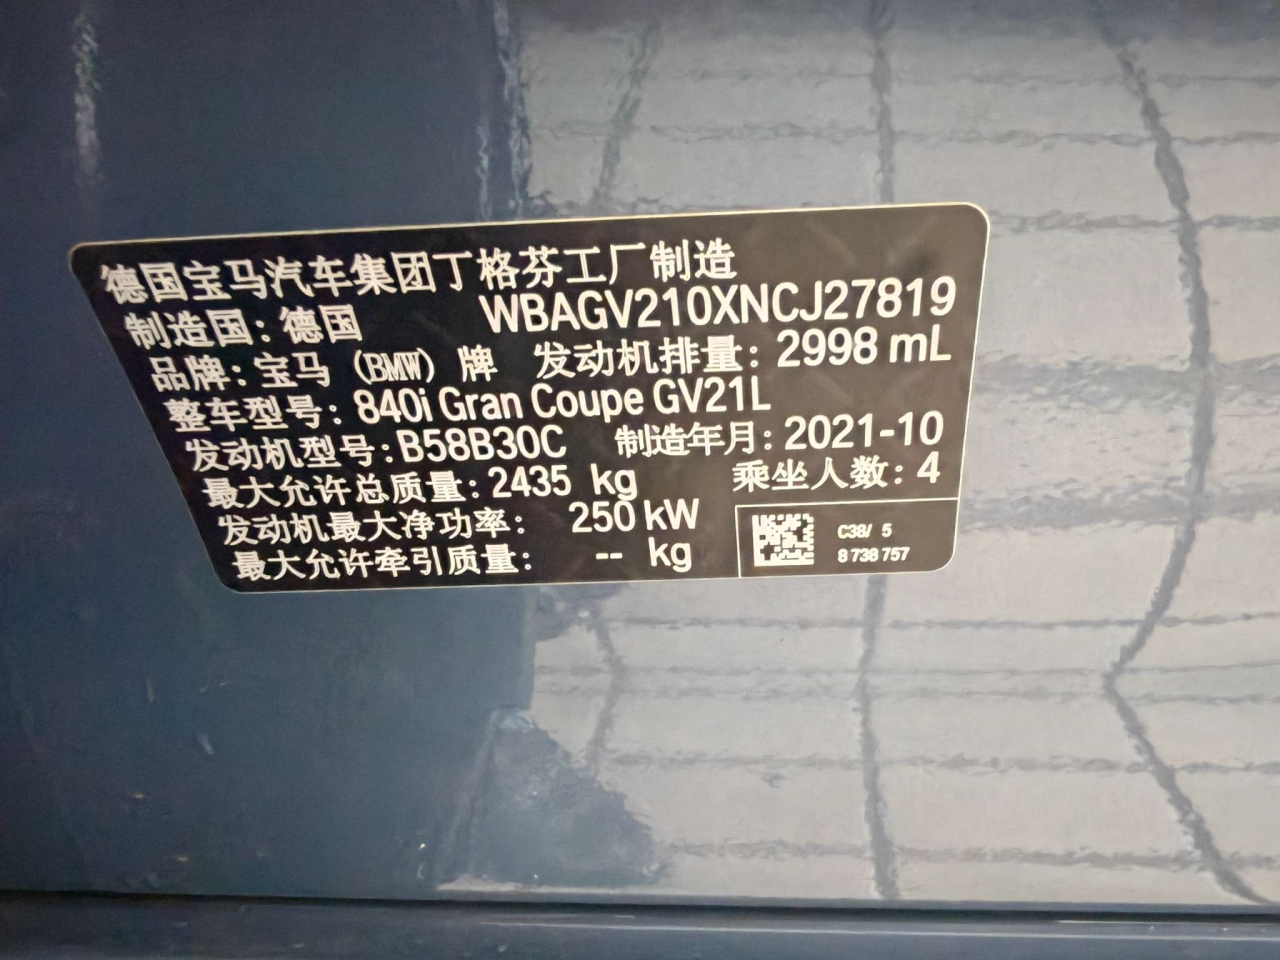 德国宝马汽车集团丁格芬工厂制造
制造国：德国 WBAGV210XNCJ27819
品牌：宝马（BMW）牌 发动机排量：2998 mL
整车型号：840i Gran Coupe GV21L
发动机型号：B58B30C 制造年月：2021-10
最大允许总质量：2435 kg 乘坐人数：4
发动机最大净功率： 250 kW
最大允许牵引质量： -- kg
C38/ 5
8 738 757